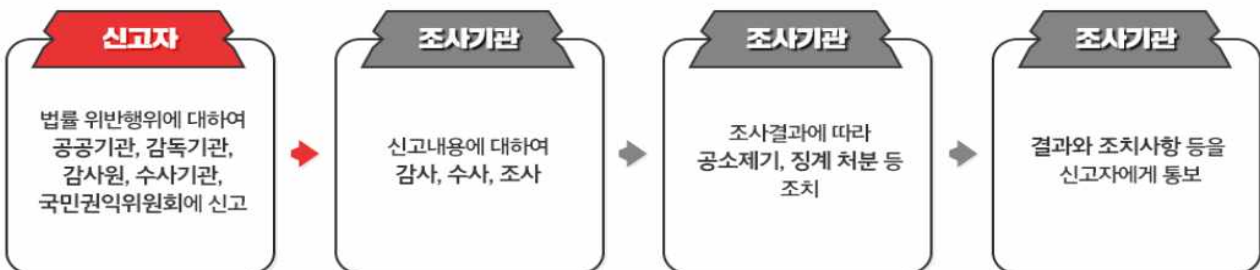 신고자
법률 위반행위에 대하여
공공기관, 감독기관,
감사원, 수사기관,
국민권익위원회에 신고
조사기관
신고내용에 대하여
감사, 수사, 조사
조사기관
조사결과에 따라
공소제기, 징계 처분 등
조치
조사기관
결과와 조치사항 등을
신고자에게 통보